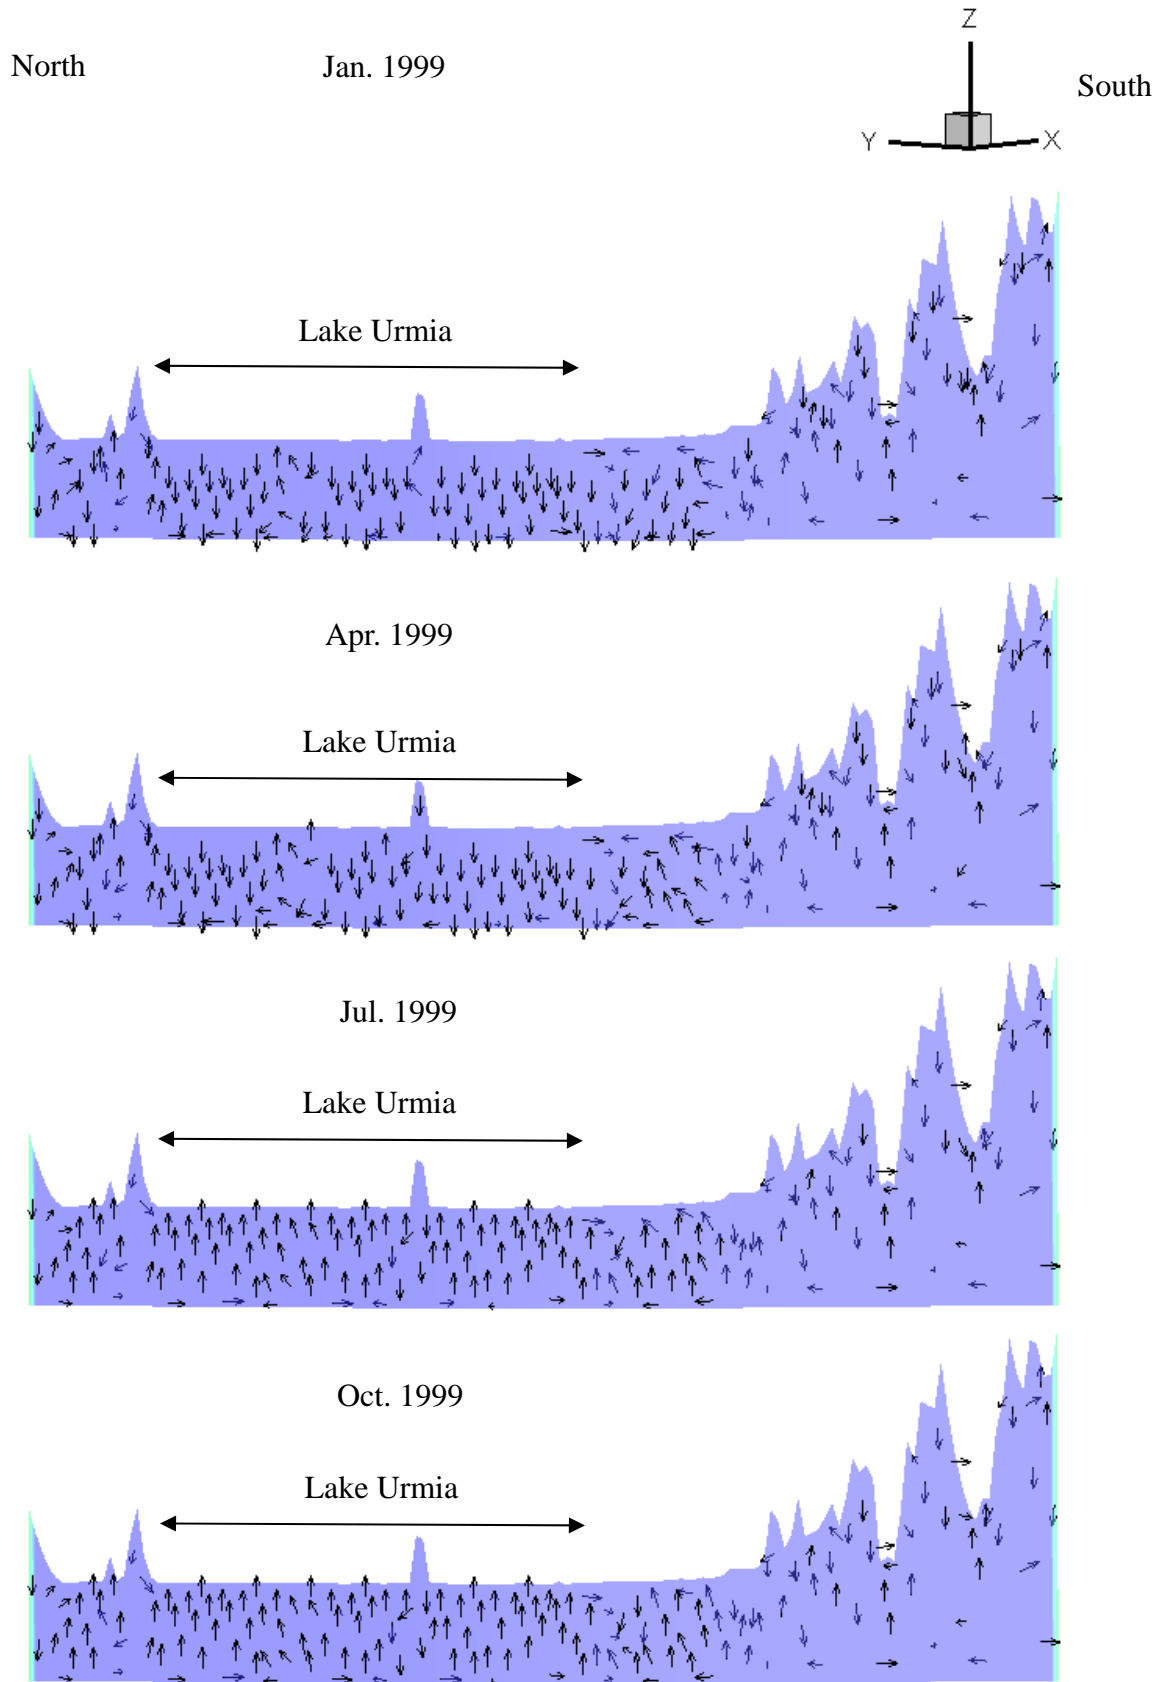 Z
North
Jan. 1999
South
Y
X
Lake Urmia
Apr. 1999
Lake Urmia
Jul. 1999
Lake Urmia
Oct. 1999
Lake Urmia